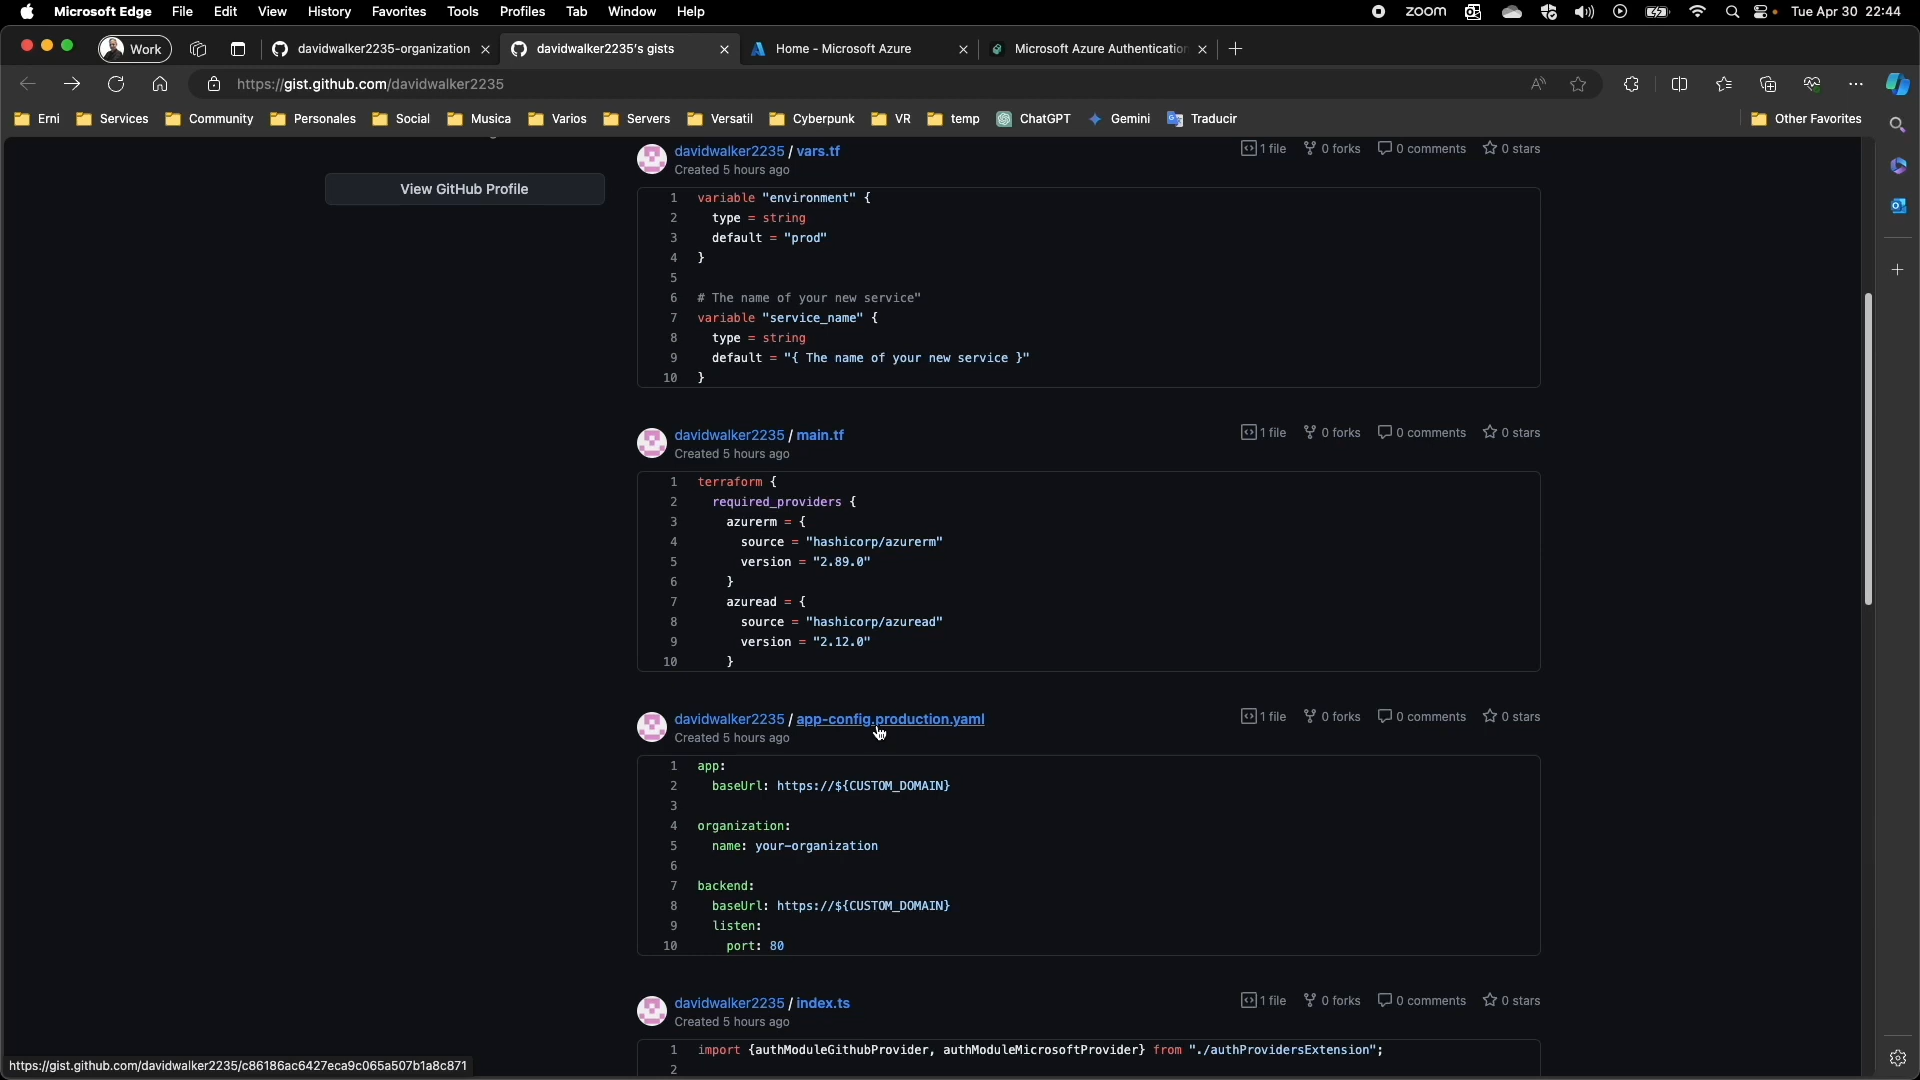 Microsoft Edge File Edit View History Favorites Tools Profiles Tab Window Help zoom Tue Apr 30 22:44
Work davidwalker2235-organization davidwalker2235's gists Home - Microsoft Azure Microsoft Azure Authentication
https://gist.github.com/davidwalker2235
Erni Services Community Personales Social Musica Varios Servers Versatil Cyberpunk VR temp ChatGPT Gemini Traducir Other Favorites
View GitHub Profile
davidwalker2235 / vars.tf 1 file 0 forks 0 comments 0 stars
Created 5 hours ago
1 variable "environment" {
2 type = string
3 default = "prod"
4 }
5
6 # The name of your new service"
7 variable "service_name" {
8 type = string
9 default = "{ The name of your new service }"
10 }
davidwalker2235 / main.tf 1 file 0 forks 0 comments 0 stars
Created 5 hours ago
1 terraform {
2 required_providers {
3 azurerm = {
4 source = "hashicorp/azurerm"
5 version = "2.89.0"
6 }
7 azuread = {
8 source = "hashicorp/azuread"
9 version = "2.12.0"
10 }
davidwalker2235 / app-config.production.yaml 1 file 0 forks 0 comments 0 stars
Created 5 hours ago
1 app:
2 baseUrl: https://${CUSTOM_DOMAIN}
3
4 organization:
5 name: your-organization
6
7 backend:
8 baseUrl: https://${CUSTOM_DOMAIN}
9 listen:
10 port: 80
davidwalker2235 / index.ts 1 file 0 forks 0 comments 0 stars
Created 5 hours ago
1 import {authModuleGithubProvider, authModuleMicrosoftProvider} from "./authProvidersExtension";
2
https://gist.github.com/davidwalker2235/c86186ac6427eca9c065a507b1a8c871